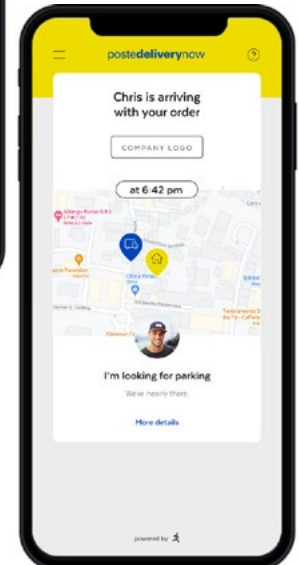 postedeliverynow
?
Chris is arriving
with your order
COMPANY LOGO
at 6:42 pm
I'm looking for parking
We're nearly there.
More details
powered by